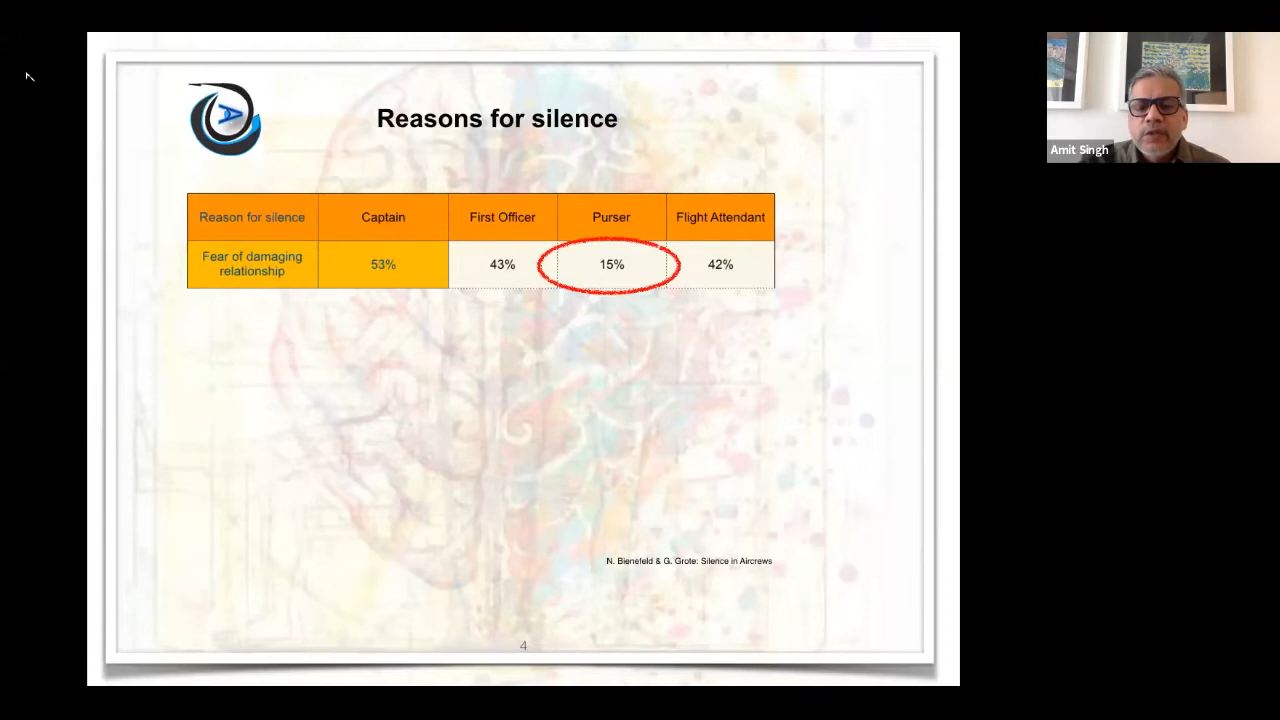 Reasons for silence
Reason for silence Captain First Officer Purser Flight Attendant
Fear of damaging
relationship 53% 43% 15% 42%
N. Bienefeld & G. Grote: Silence in Aircrews
4
Amit Singh